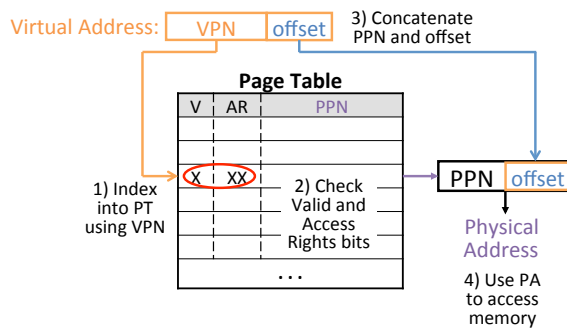 Virtual Address: VPN offset
3) Concatenate
PPN and offset
Page Table
V AR PPN
X XX
1) Index
into PT
using VPN
2) Check
Valid and
Access
Rights bits
. . .
PPN offset
Physical
Address
4) Use PA
to access
memory